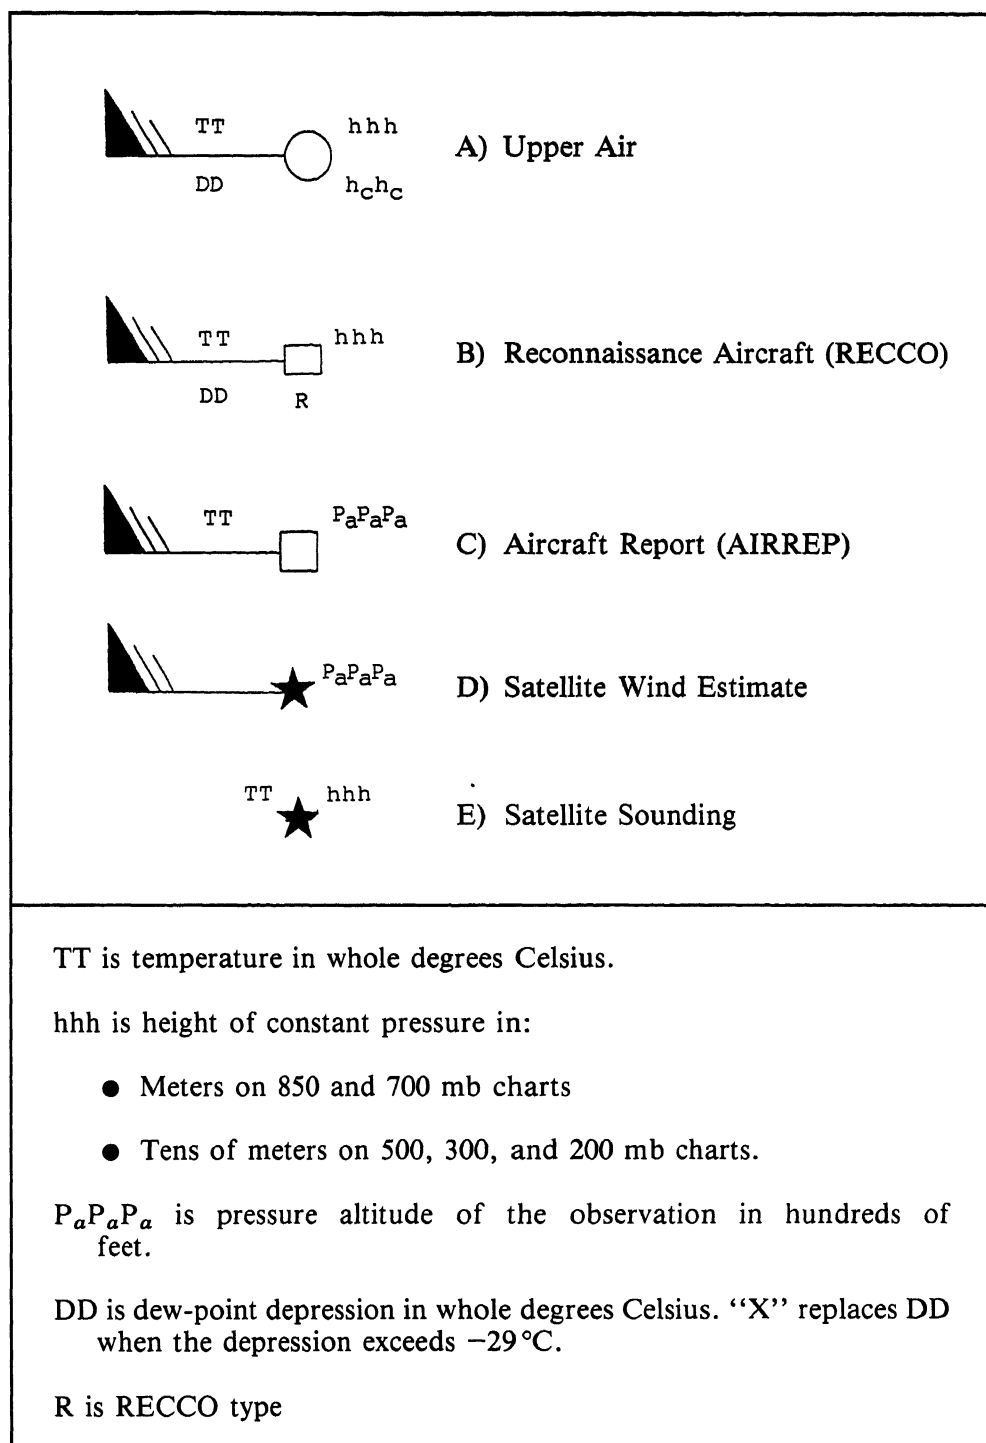 TT hhh
A) Upper Air
DD hchc
TT hhh
B) Reconnaissance Aircraft (RECCO)
DD R
TT PaPaPa
C) Aircraft Report (AIRREP)
PaPaPa
D) Satellite Wind Estimate
TT hhh
E) Satellite Sounding
TT is temperature in whole degrees Celsius.
hhh is height of constant pressure in:
● Meters on 850 and 700 mb charts
● Tens of meters on 500, 300, and 200 mb charts.
PaPaPa is pressure altitude of the observation in hundreds of
feet.
DD is dew-point depression in whole degrees Celsius. “X” replaces DD
when the depression exceeds −29°C.
R is RECCO type